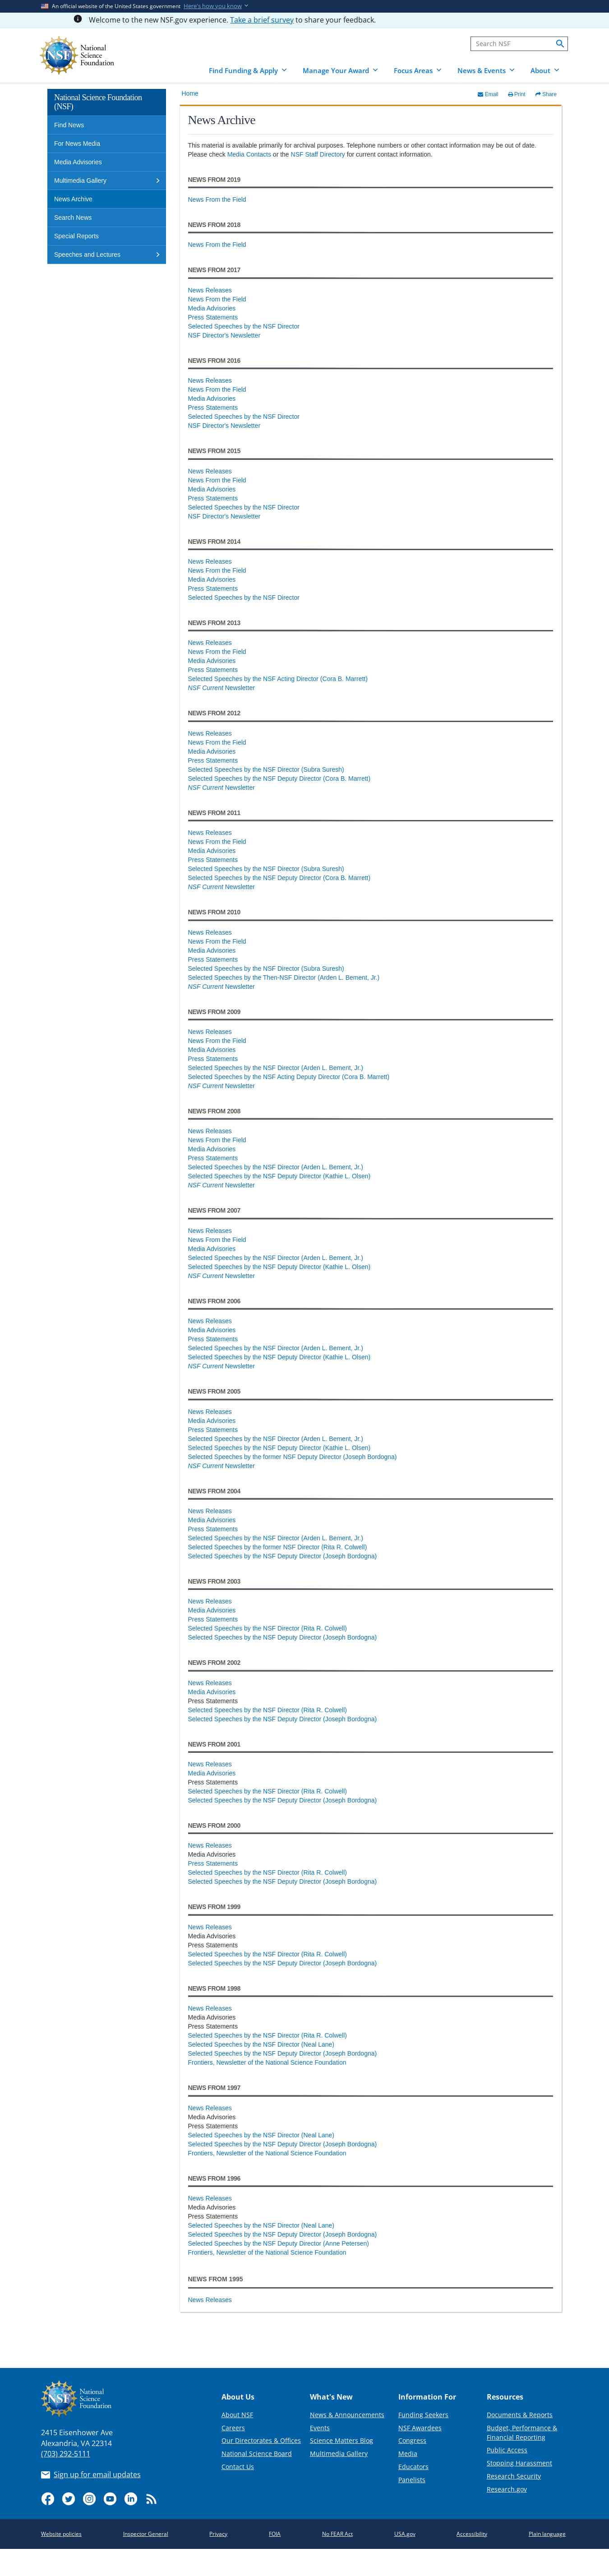 An official website of the United States government Here's how you know
Welcome to the new NSF.gov experience. Take a brief survey to share your feedback.
NSF
National
Science
Foundation
Search NSF
Find Funding & Apply
Manage Your Award
Focus Areas
News & Events
About
National Science Foundation
(NSF)
Find News
For News Media
Media Advisories
Multimedia Gallery
News Archive
Search News
Special Reports
Speeches and Lectures
Home
Email
Print
Share
News Archive
This material is available primarily for archival purposes. Telephone numbers or other contact information may be out of date.
Please check Media Contacts or the NSF Staff Directory for current contact information.
NEWS FROM 2019
News From the Field
NEWS FROM 2018
News From the Field
NEWS FROM 2017
News Releases
News From the Field
Media Advisories
Press Statements
Selected Speeches by the NSF Director
NSF Director's Newsletter
NEWS FROM 2016
News Releases
News From the Field
Media Advisories
Press Statements
Selected Speeches by the NSF Director
NSF Director's Newsletter
NEWS FROM 2015
News Releases
News From the Field
Media Advisories
Press Statements
Selected Speeches by the NSF Director
NSF Director's Newsletter
NEWS FROM 2014
News Releases
News From the Field
Media Advisories
Press Statements
Selected Speeches by the NSF Director
NEWS FROM 2013
News Releases
News From the Field
Media Advisories
Press Statements
Selected Speeches by the NSF Acting Director (Cora B. Marrett)
NSF Current Newsletter
NEWS FROM 2012
News Releases
News From the Field
Media Advisories
Press Statements
Selected Speeches by the NSF Director (Subra Suresh)
Selected Speeches by the NSF Deputy Director (Cora B. Marrett)
NSF Current Newsletter
NEWS FROM 2011
News Releases
News From the Field
Media Advisories
Press Statements
Selected Speeches by the NSF Director (Subra Suresh)
Selected Speeches by the NSF Deputy Director (Cora B. Marrett)
NSF Current Newsletter
NEWS FROM 2010
News Releases
News From the Field
Media Advisories
Press Statements
Selected Speeches by the NSF Director (Subra Suresh)
Selected Speeches by the Then-NSF Director (Arden L. Bement, Jr.)
NSF Current Newsletter
NEWS FROM 2009
News Releases
News From the Field
Media Advisories
Press Statements
Selected Speeches by the NSF Director (Arden L. Bement, Jr.)
Selected Speeches by the NSF Acting Deputy Director (Cora B. Marrett)
NSF Current Newsletter
NEWS FROM 2008
News Releases
News From the Field
Media Advisories
Press Statements
Selected Speeches by the NSF Director (Arden L. Bement, Jr.)
Selected Speeches by the NSF Deputy Director (Kathie L. Olsen)
NSF Current Newsletter
NEWS FROM 2007
News Releases
News From the Field
Media Advisories
Selected Speeches by the NSF Director (Arden L. Bement, Jr.)
Selected Speeches by the NSF Deputy Director (Kathie L. Olsen)
NSF Current Newsletter
NEWS FROM 2006
News Releases
Media Advisories
Press Statements
Selected Speeches by the NSF Director (Arden L. Bement, Jr.)
Selected Speeches by the NSF Deputy Director (Kathie L. Olsen)
NSF Current Newsletter
NEWS FROM 2005
News Releases
Media Advisories
Press Statements
Selected Speeches by the NSF Director (Arden L. Bement, Jr.)
Selected Speeches by the NSF Deputy Director (Kathie L. Olsen)
Selected Speeches by the former NSF Deputy Director (Joseph Bordogna)
NSF Current Newsletter
NEWS FROM 2004
News Releases
Media Advisories
Press Statements
Selected Speeches by the NSF Director (Arden L. Bement, Jr.)
Selected Speeches by the former NSF Director (Rita R. Colwell)
Selected Speeches by the NSF Deputy Director (Joseph Bordogna)
NEWS FROM 2003
News Releases
Media Advisories
Press Statements
Selected Speeches by the NSF Director (Rita R. Colwell)
Selected Speeches by the NSF Deputy Director (Joseph Bordogna)
NEWS FROM 2002
News Releases
Media Advisories
Press Statements
Selected Speeches by the NSF Director (Rita R. Colwell)
Selected Speeches by the NSF Deputy Director (Joseph Bordogna)
NEWS FROM 2001
News Releases
Media Advisories
Press Statements
Selected Speeches by the NSF Director (Rita R. Colwell)
Selected Speeches by the NSF Deputy Director (Joseph Bordogna)
NEWS FROM 2000
News Releases
Media Advisories
Press Statements
Selected Speeches by the NSF Director (Rita R. Colwell)
Selected Speeches by the NSF Deputy Director (Joseph Bordogna)
NEWS FROM 1999
News Releases
Media Advisories
Press Statements
Selected Speeches by the NSF Director (Rita R. Colwell)
Selected Speeches by the NSF Deputy Director (Joseph Bordogna)
NEWS FROM 1998
News Releases
Media Advisories
Press Statements
Selected Speeches by the NSF Director (Rita R. Colwell)
Selected Speeches by the NSF Director (Neal Lane)
Selected Speeches by the NSF Deputy Director (Joseph Bordogna)
Frontiers, Newsletter of the National Science Foundation
NEWS FROM 1997
News Releases
Media Advisories
Press Statements
Selected Speeches by the NSF Director (Neal Lane)
Selected Speeches by the NSF Deputy Director (Joseph Bordogna)
Frontiers, Newsletter of the National Science Foundation
NEWS FROM 1996
News Releases
Media Advisories
Press Statements
Selected Speeches by the NSF Director (Neal Lane)
Selected Speeches by the NSF Deputy Director (Joseph Bordogna)
Selected Speeches by the NSF Deputy Director (Anne Petersen)
Frontiers, Newsletter of the National Science Foundation
NEWS FROM 1995
News Releases
NSF
National
Science
Foundation
2415 Eisenhower Ave
Alexandria, VA 22314
(703) 292-5111
Sign up for email updates
About Us
About NSF
Careers
Our Directorates & Offices
National Science Board
Contact Us
What's New
News & Announcements
Events
Science Matters Blog
Multimedia Gallery
Information For
Funding Seekers
NSF Awardees
Congress
Media
Educators
Panelists
Resources
Documents & Reports
Budget, Performance &
Financial Reporting
Public Access
Stopping Harassment
Research Security
Research.gov
Website policies
Inspector General
Privacy
FOIA
No FEAR Act
USA.gov
Accessibility
Plain language